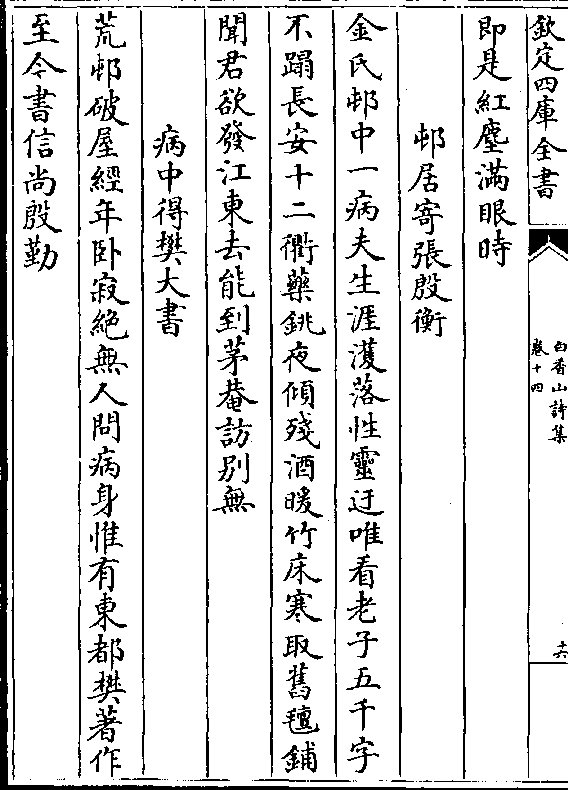 欽定四庫全書
白香山詩集
卷十四
十六
即是紅塵滿眼時
邨居寄張殷衡
金氏邨中一病夫生涯濩落性靈迂唯看老子五千字
不蹋長安十二衢藥銚夜傾殘酒暖竹床寒取舊氊鋪
聞君欲發江東去能到茅菴訪别無
病中得樊大書
荒邨破屋經年卧寂絶無人問病身惟有東都樊著作
至今書信尚殷勤